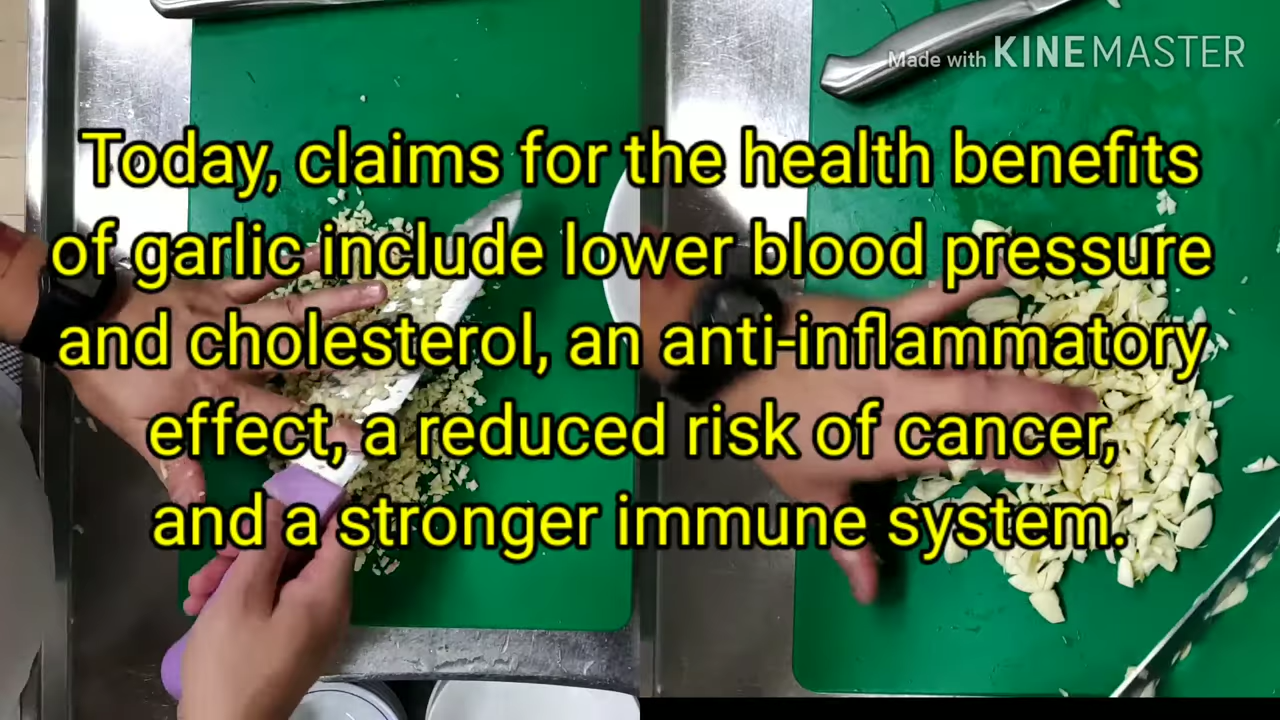 Made with KINEMASTER
Today, claims for the health benefits
of garlic include lower blood pressure
and cholesterol, an anti-inflammatory
effect, a reduced risk of cancer,
and a stronger immune system.